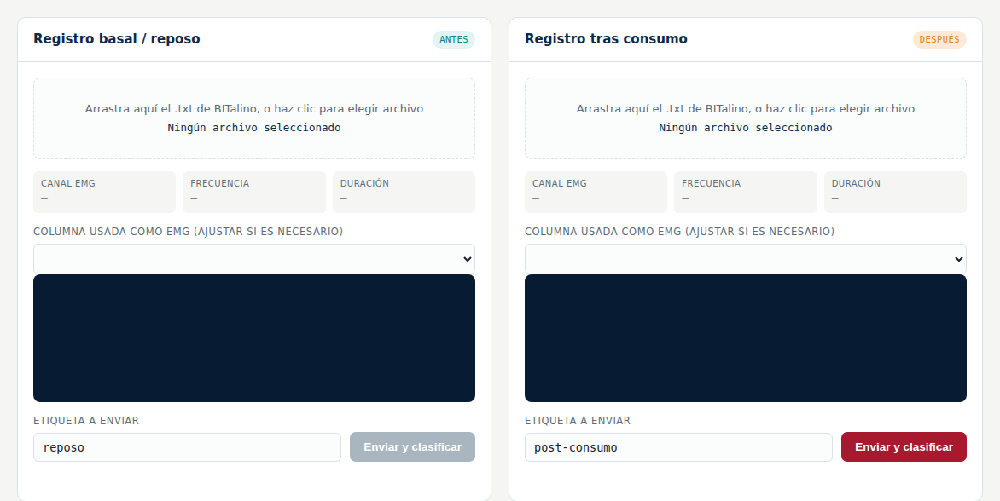 Registro basal / reposo
ANTES
Arrastra aquí el .txt de BITalino, o haz clic para elegir archivo
Ningún archivo seleccionado
CANAL EMG
—
FRECUENCIA
—
DURACIÓN
—
COLUMNA USADA COMO EMG (AJUSTAR SI ES NECESARIO)
ETIQUETA A ENVIAR
reposo
Enviar y clasificar
Registro tras consumo
DESPUÉS
Arrastra aquí el .txt de BITalino, o haz clic para elegir archivo
Ningún archivo seleccionado
CANAL EMG
—
FRECUENCIA
—
DURACIÓN
—
COLUMNA USADA COMO EMG (AJUSTAR SI ES NECESARIO)
ETIQUETA A ENVIAR
post-consumo
Enviar y clasificar